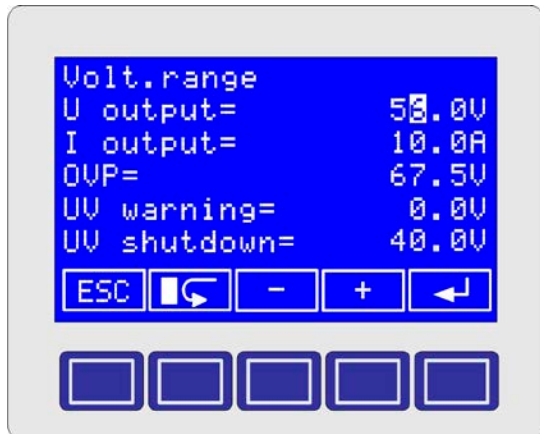 Volt.range
U output= 56.0V
I output= 10.0A
OVP= 67.5V
UV warning= 0.0V
UV shutdown= 40.0V
ESC - +